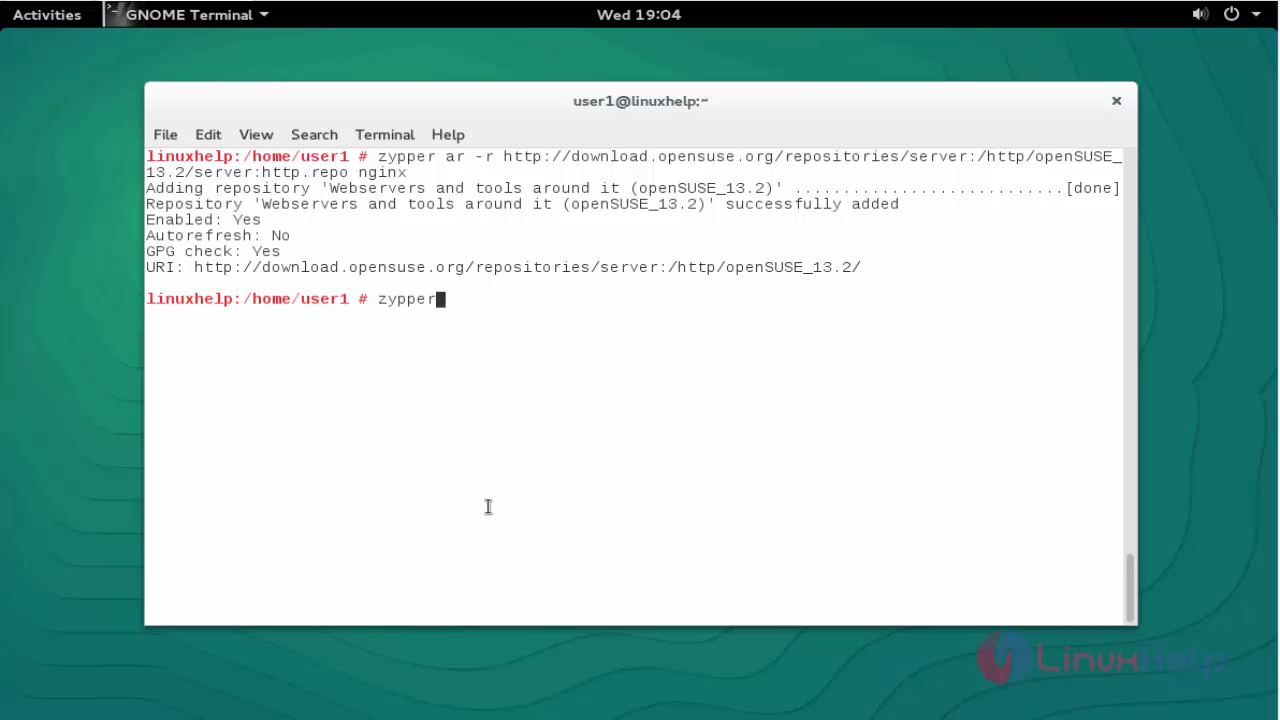 Activities GNOME Terminal Wed 19:04
user1@linuxhelp:~
File Edit View Search Terminal Help
linuxhelp:/home/user1 # zypper ar -r http://download.opensuse.org/repositories/server:/http/openSUSE_
13.2/server:http.repo nginx
Adding repository 'Webservers and tools around it (openSUSE_13.2)' ............................[done]
Repository 'Webservers and tools around it (openSUSE_13.2)' successfully added
Enabled: Yes
Autorefresh: No
GPG check: Yes
URI: http://download.opensuse.org/repositories/server:/http/openSUSE_13.2/
linuxhelp:/home/user1 # zypper
LinuxHelp